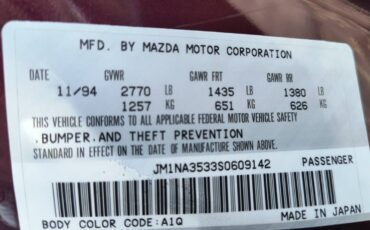 MFD. BY MAZDA MOTOR CORPORATION
DATE GVWR GAWR FRT GAWR RR
11/94 2770 LB 1435 LB 1380 LB
1257 KG 651 KG 626 KG
THIS VEHICLE CONFORMS TO ALL APPLICABLE FEDERAL MOTOR VEHICLE SAFETY
.BUMPER.AND THEFT PREVENTION
STANDARD IN EFFECT ON THE DATE OF MANUFACTURE SHOWN ABOVE.
JM1NA3533S0609142 PASSENGER
BODY COLOR CODE:A1Q MADE IN JAPAN